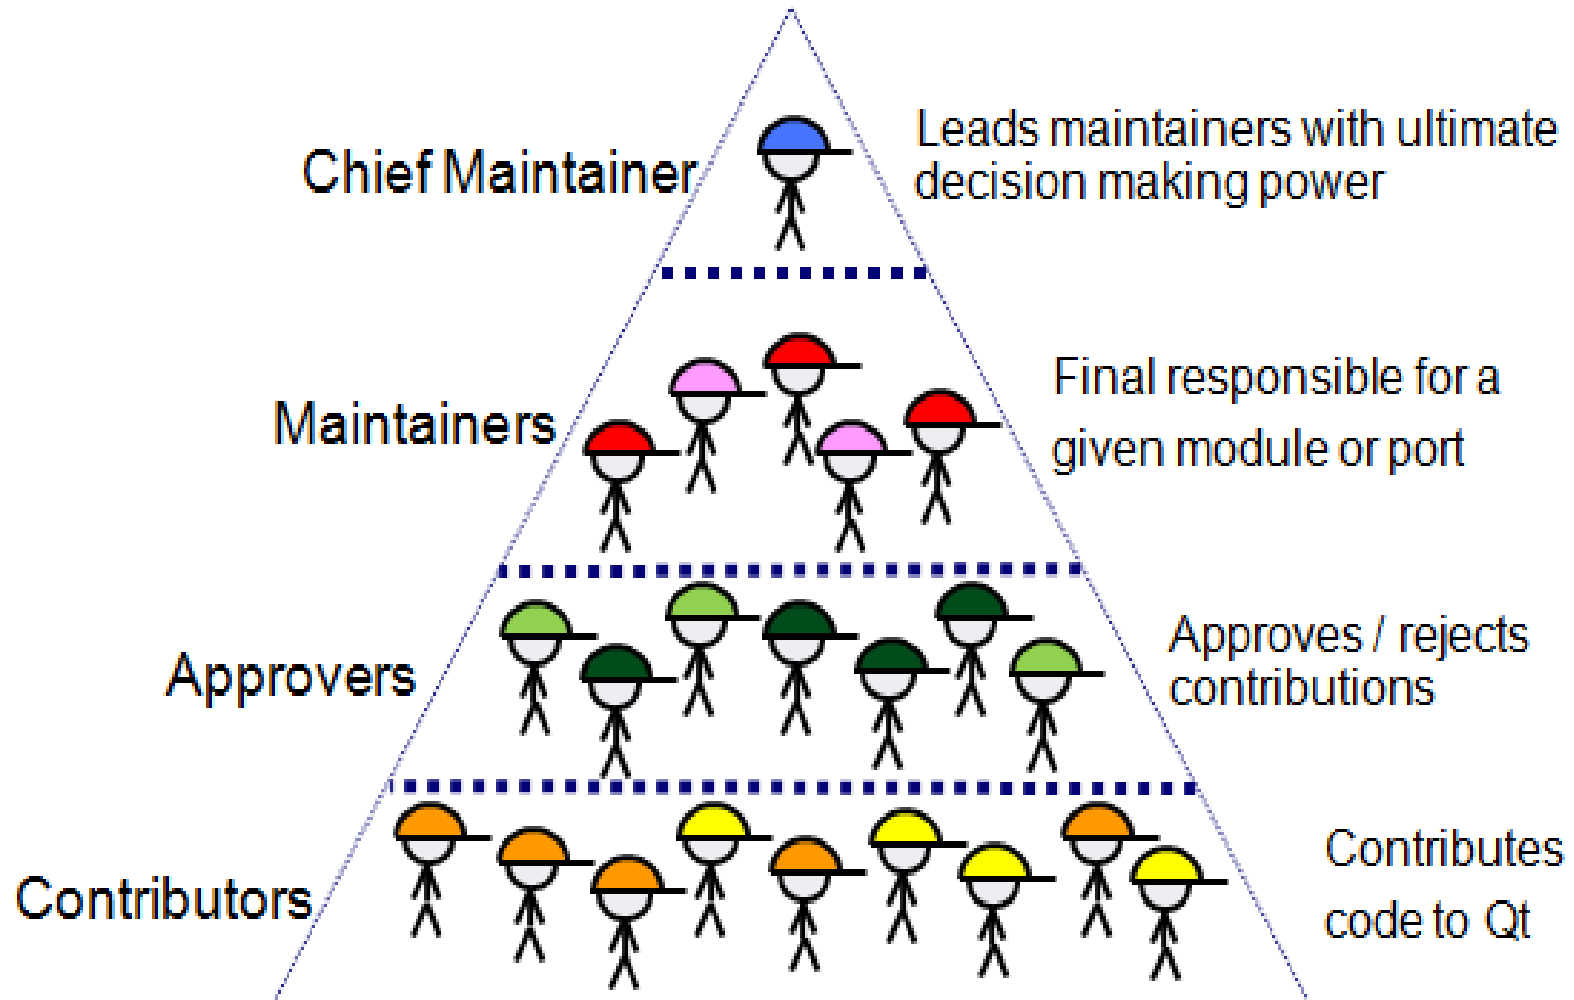 Chief Maintainer
Leads maintainers with ultimate
decision making power
Maintainers
Final responsible for a
given module or port
Approvers
Approves / rejects
contributions
Contributors
Contributes
code to Qt